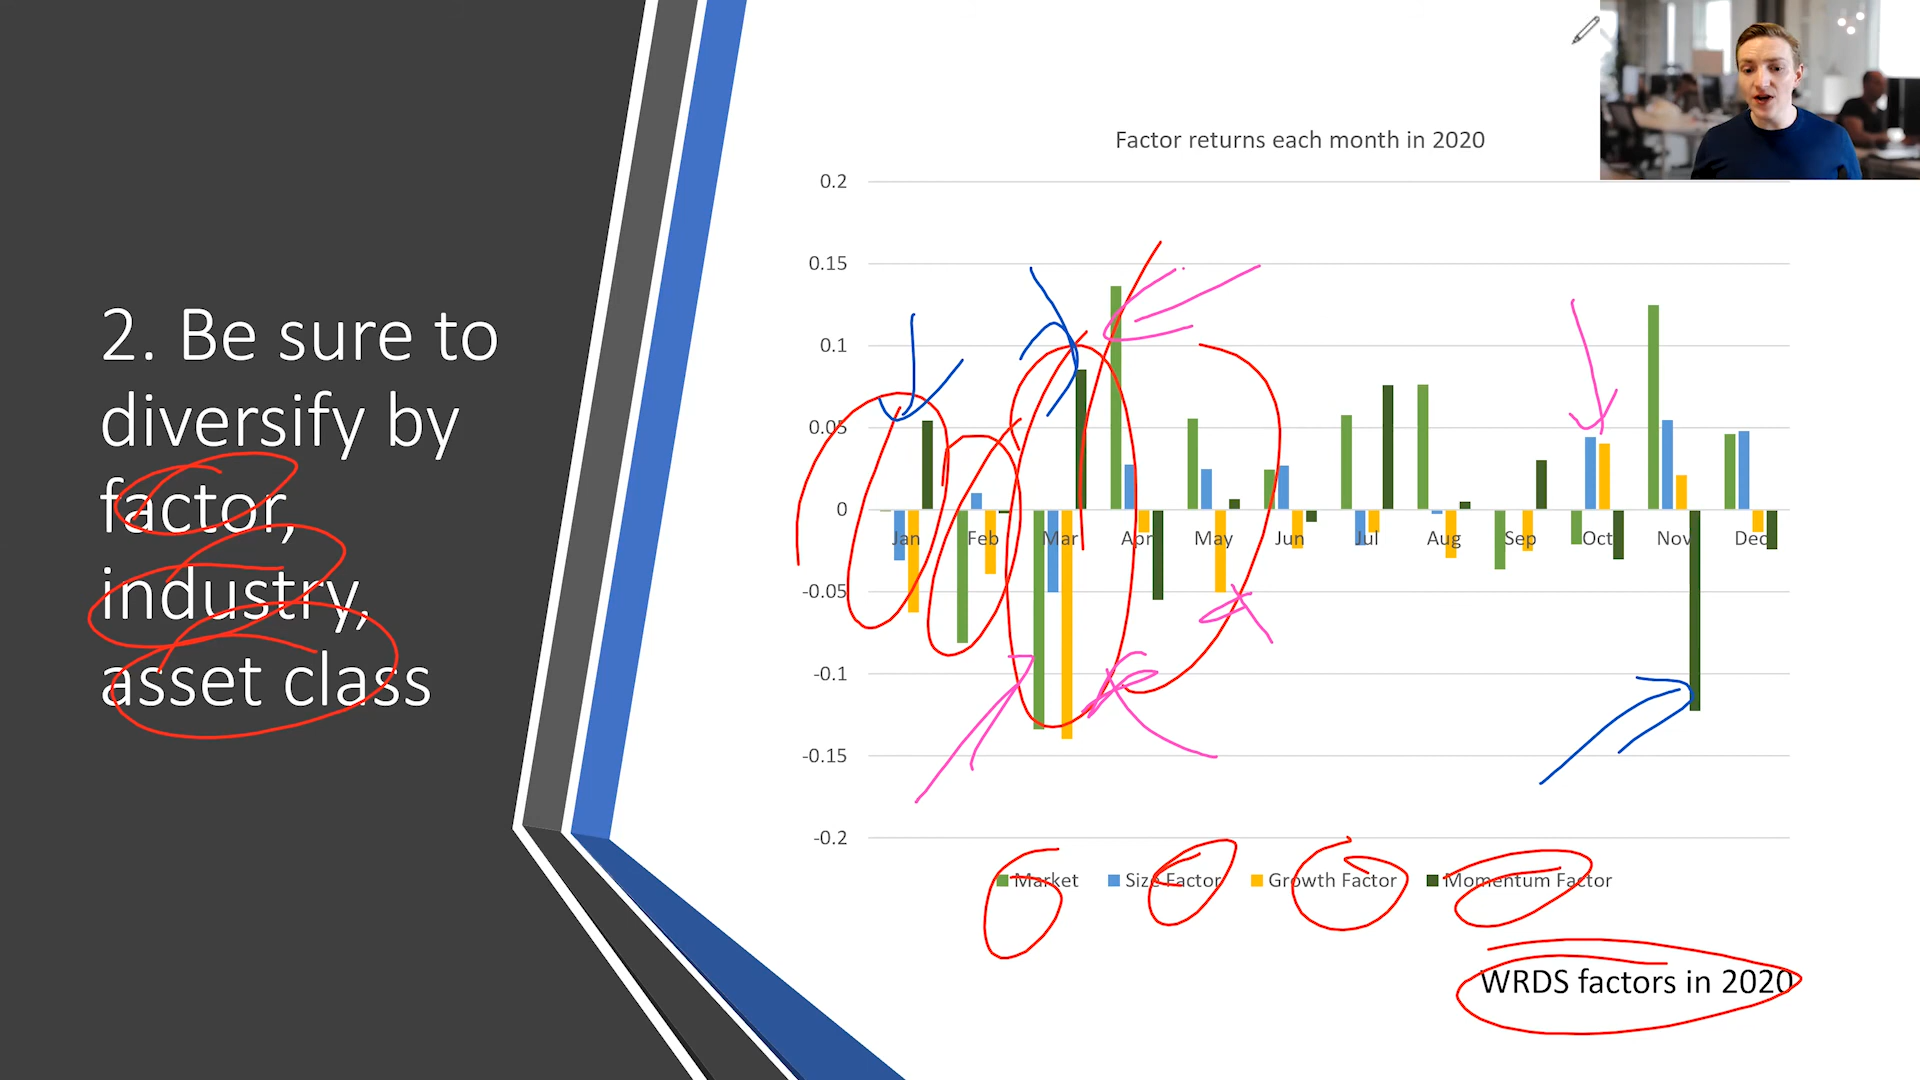 2. Be sure to
diversify by
factor,
industry,
asset class
Factor returns each month in 2020
0.2
0.15
0.1
0.05
0
-0.05
-0.1
-0.15
-0.2
Jan Feb Mar Apr May Jun Jul Aug Sep Oct Nov Dec
Market Size Factor Growth Factor Momentum Factor
WRDS factors in 2020